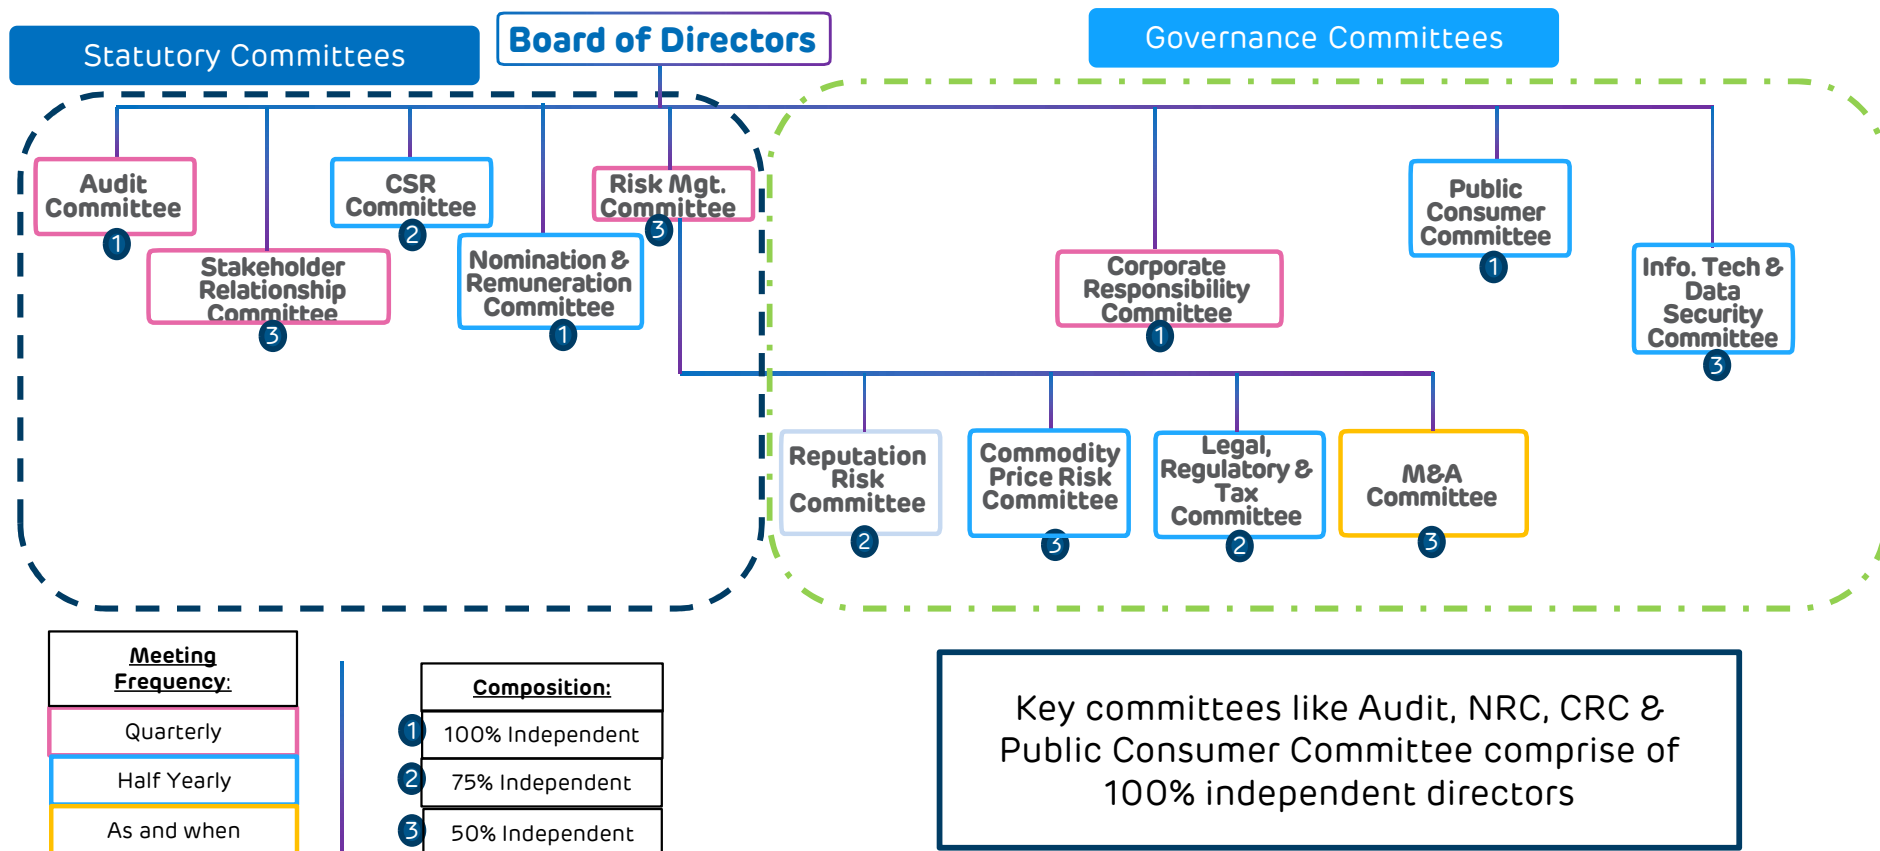 Statutory Committees
Board of Directors
Governance Committees
Audit
Committee
1
CSR
Committee
2
Risk Mgt.
Committee
3
Stakeholder
Relationship
Committee
3
Nomination &
Remuneration
Committee
1
Corporate
Responsibility
Committee
1
Public
Consumer
Committee
1
Info. Tech &
Data
Security
Committee
3
Reputation
Risk
Committee
2
Commodity
Price Risk
Committee
3
Legal,
Regulatory &
Tax
Committee
2
M&A
Committee
3
Meeting
Frequency:
Quarterly
Half Yearly
As and when
Composition:
1 100% Independent
2 75% Independent
3 50% Independent
Key committees like Audit, NRC, CRC &
Public Consumer Committee comprise of
100% independent directors